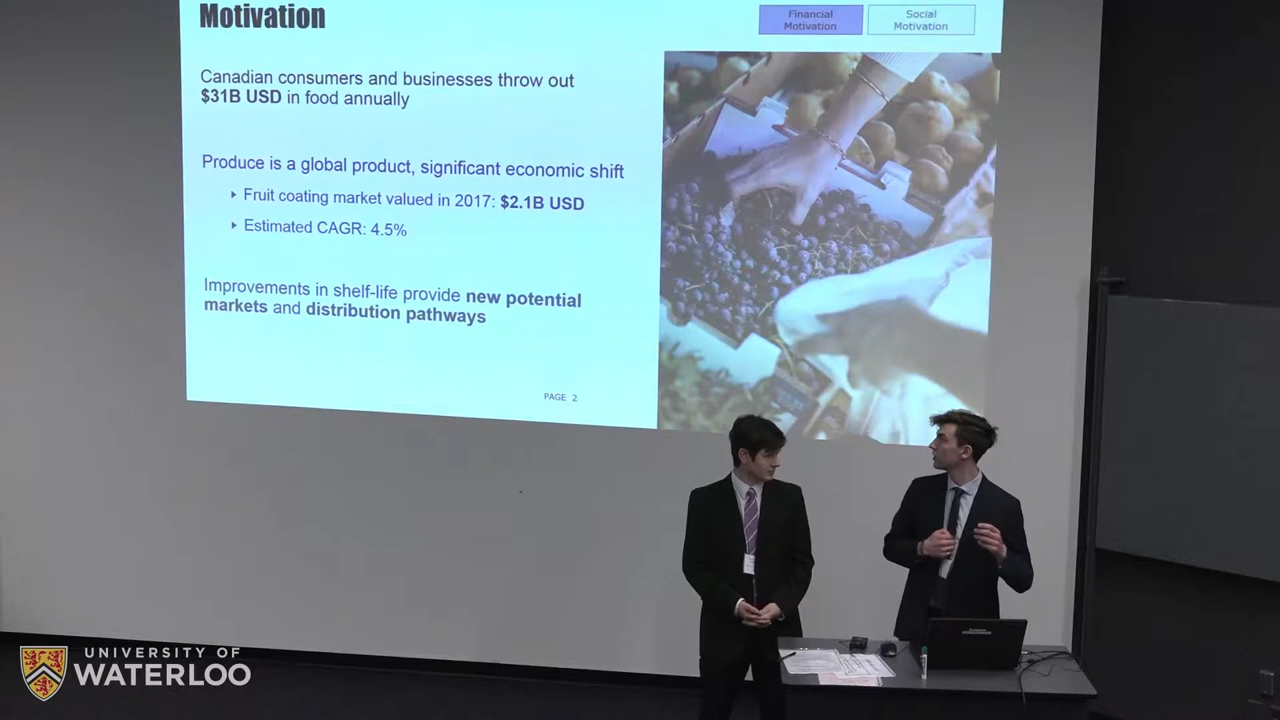 Motivation
Financial
Motivation
Social
Motivation
Canadian consumers and businesses throw out
$31B USD in food annually
Produce is a global product, significant economic shift
Fruit coating market valued in 2017: $2.1B USD
Estimated CAGR: 4.5%
Improvements in shelf-life provide new potential
markets and distribution pathways
PAGE 2
UNIVERSITY OF
WATERLOO